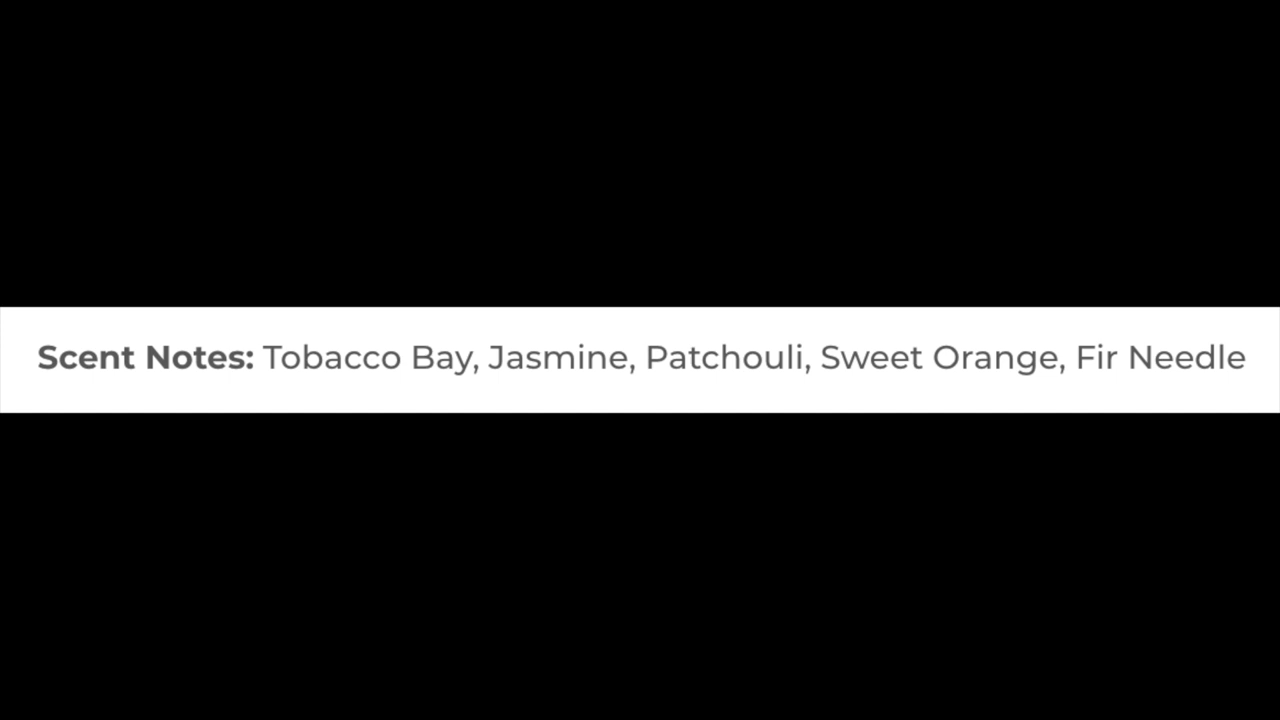 Scent Notes: Tobacco Bay, Jasmine, Patchouli, Sweet Orange, Fir Needle